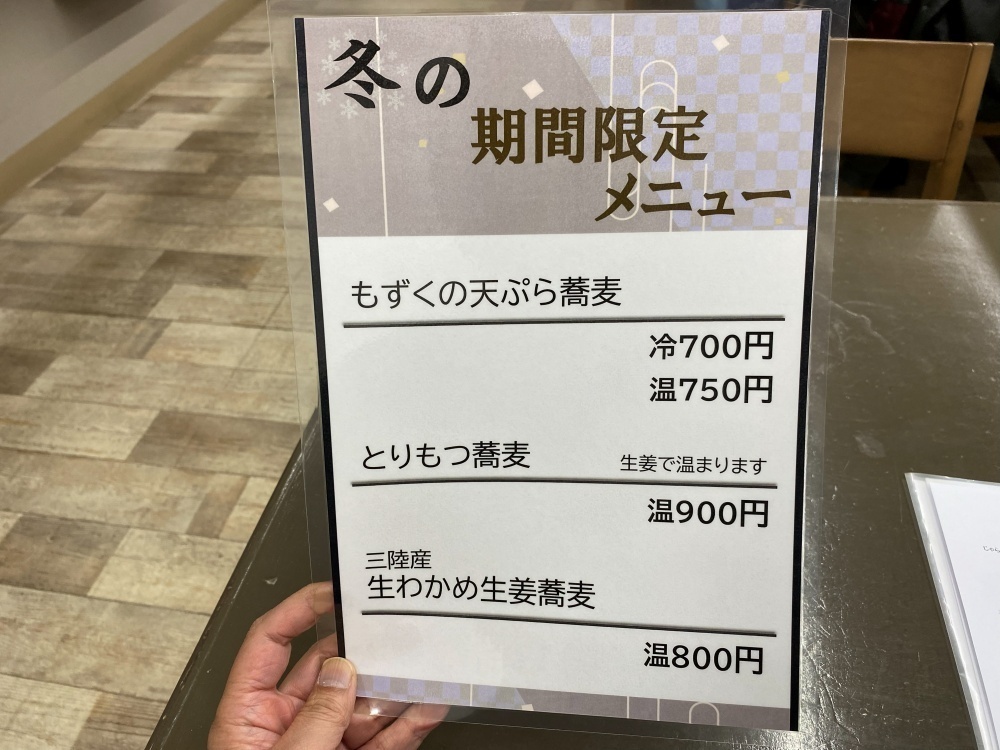 冬の
期間限定
メニュー
もずくの天ぷら蕎麦
冷700円
温750円
とりもつ蕎麦 生姜で温まります
温900円
三陸産
生わかめ生姜蕎麦
温800円